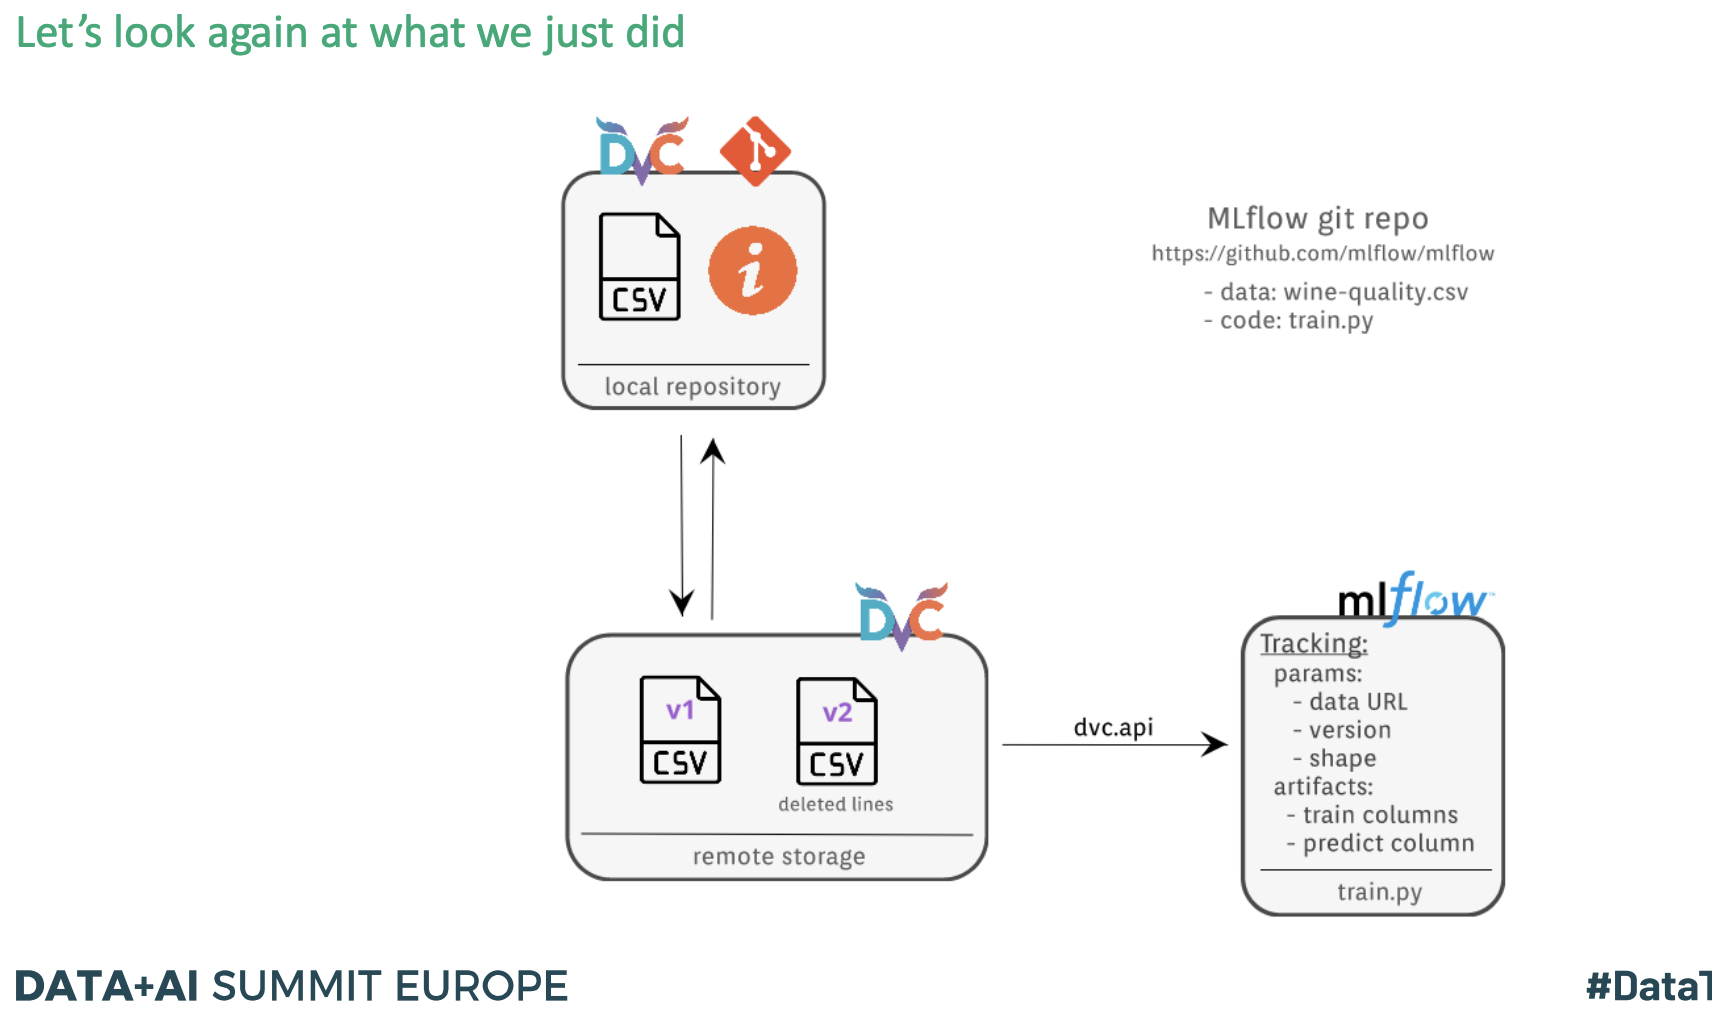 Let's look again at what we just did
DVC
CSV
i
local repository
MLflow git repo
https://github.com/mlflow/mlflow
- data: wine-quality.csv
- code: train.py
DVC
v1
CSV
v2
CSV
deleted lines
remote storage
dvc.api
mlflow™
Tracking:
params:
- data URL
- version
- shape
artifacts:
- train columns
- predict column
train.py
DATA+AI SUMMIT EUROPE
#Data